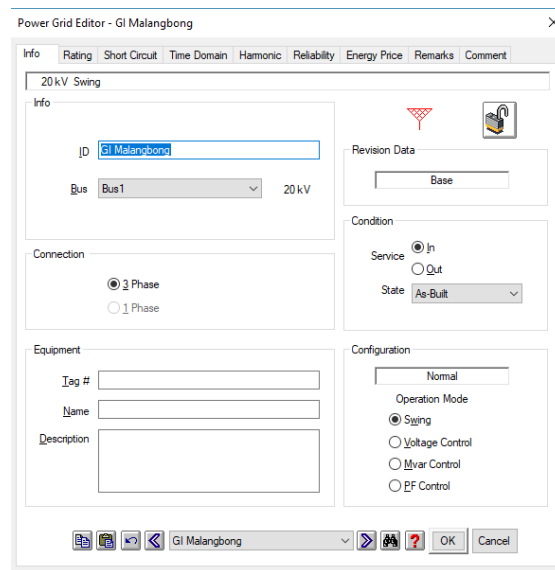 Power Grid Editor - GI Malangbong
Info Rating Short Circuit Time Domain Harmonic Reliability Energy Price Remarks Comment
20 kV Swing
Info
ID GI Malangbong
Bus Bus1 20 kV
Revision Data
Base
Condition
Service In
Out
State As-Built
Connection
3 Phase
1 Phase
Equipment
Tag #
Name
Description
Configuration
Normal
Operation Mode
Swing
Voltage Control
Mvar Control
PF Control
GI Malangbong ? OK Cancel